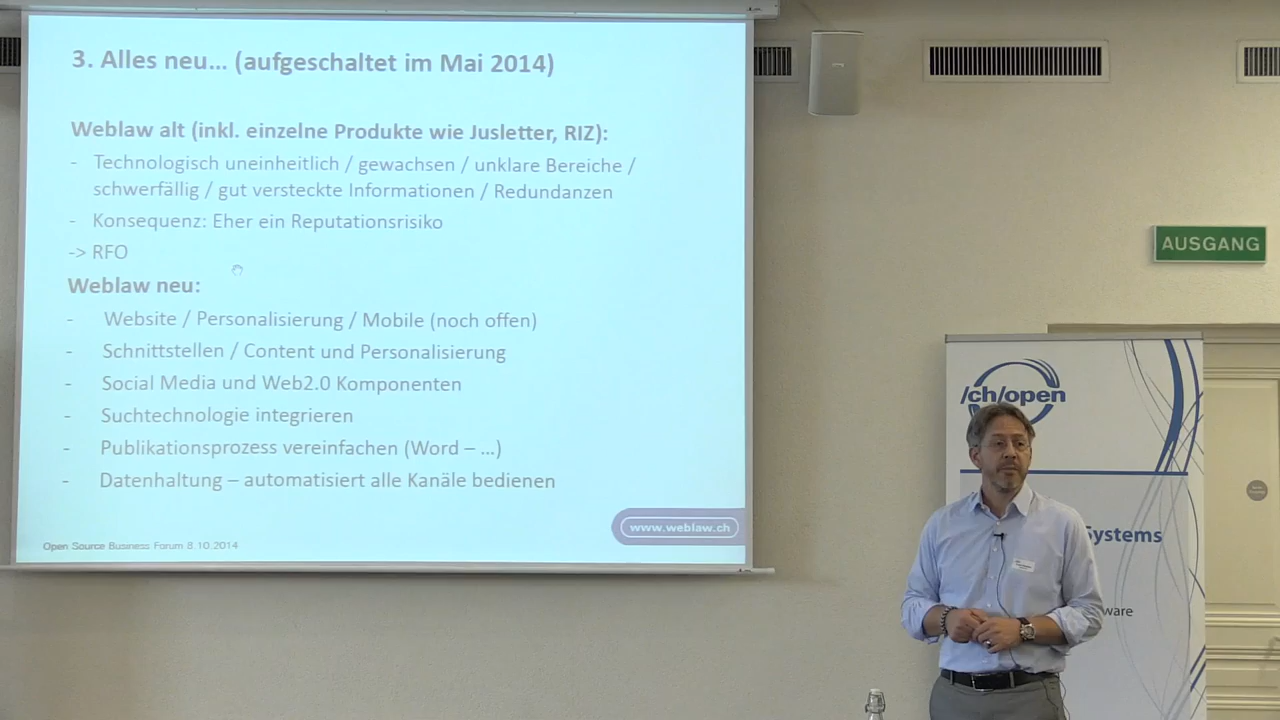 3. Alles neu... (aufgeschaltet im Mai 2014)
Weblaw alt (inkl. einzelne Produkte wie Jusletter, RIZ):
- Technologisch uneinheitlich / gewachsen / unklare Bereiche /
schwerfällig / gut versteckte Informationen / Redundanzen
- Konsequenz: Eher ein Reputationsrisiko
-> RFO
Weblaw neu:
- Website / Personalisierung / Mobile (noch offen)
- Schnittstellen / Content und Personalisierung
- Social Media und Web2.0 Komponenten
- Suchtechnologie integrieren
- Publikationsprozess vereinfachen (Word – ...)
- Datenhaltung – automatisiert alle Kanäle bedienen
www.weblaw.ch
Open Source Business Forum 8.10.2014
AUSGANG
/ch/open
Systems
ware